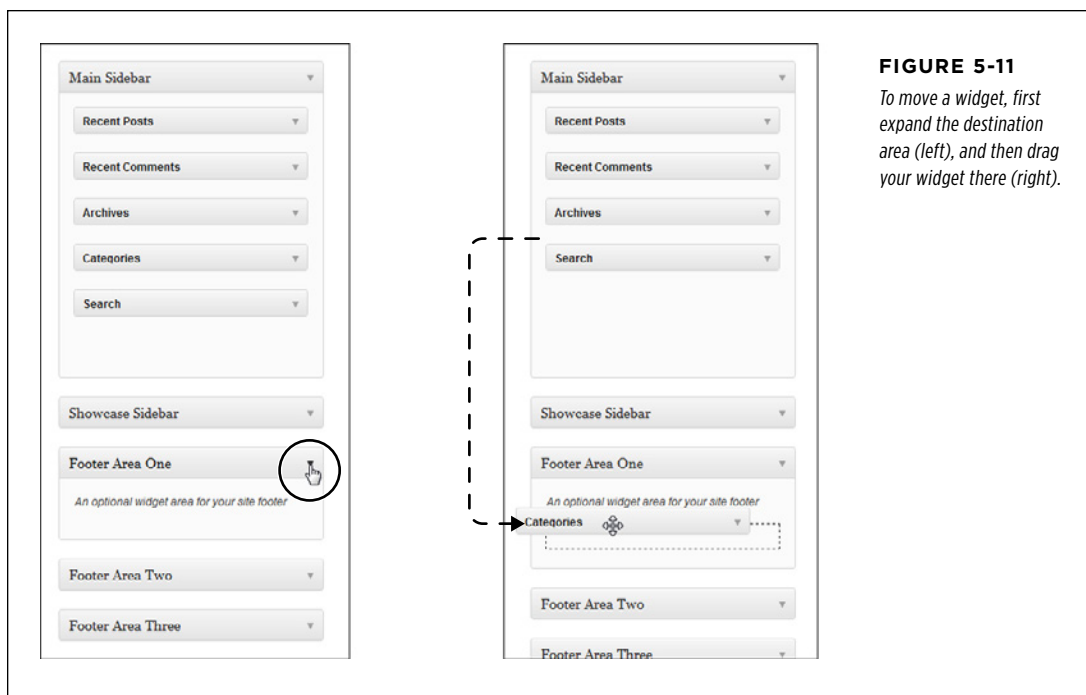 Main Sidebar
Recent Posts
Recent Comments
Archives
Categories
Search
Showcase Sidebar
Footer Area One
An optional widget area for your site footer
Footer Area Two
Footer Area Three
Main Sidebar
Recent Posts
Recent Comments
Archives
Search
Showcase Sidebar
Footer Area One
An optional widget area for your site footer
Categories
Footer Area Two
Footer Area Three
FIGURE 5-11
To move a widget, first
expand the destination
area (left), and then drag
your widget there (right).